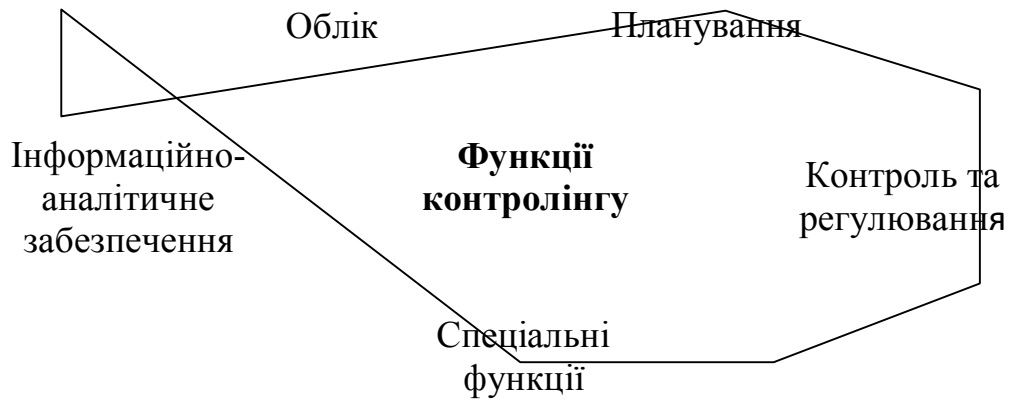 Облік
Планування
Інформаційно-
аналітичне
забезпечення
Функції
контролінгу
Контроль та
регулювання
Спеціальні
функції